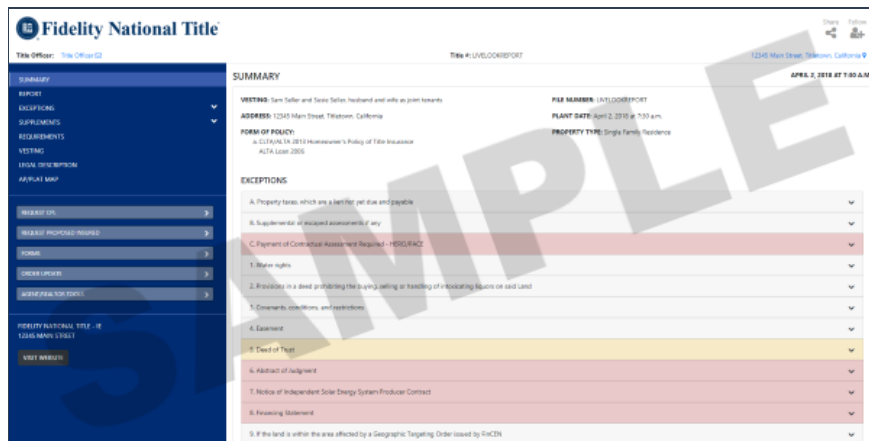 Fidelity National Title
Share Follow
Title Officer: Title Officer
Title #: LIVELOOKREPORT
12345 Main Street, Titletown, California
SUMMARY
REPORT
EXCEPTIONS
SUPPLEMENTS
REQUIREMENTS
VESTING
LEGAL DESCRIPTION
AP/PLAT MAP
REQUEST CPL
REQUEST PROPOSED INSURED
FORMS
ORDER UPDATE
AGENT/REALTOR TOOLS
FIDELITY NATIONAL TITLE - IE
12345 MAIN STREET
VISIT WEBSITE
SUMMARY
APRIL 2, 2018 AT 7:30 A.M
VESTING: Sam Seller and Susie Seller, husband and wife as joint tenants
FILE NUMBER: LIVELOOKREPORT
ADDRESS: 12345 Main Street, Titletown, California
PLANT DATE: April 2, 2018 at 7:30 a.m.
FORM OF POLICY:
PROPERTY TYPE: Single Family Residence
a. CLTA/ALTA 2013 Homeowner's Policy of Title Insurance
ALTA Loan 2006
EXCEPTIONS
A. Property taxes, which are a lien not yet due and payable
B. Supplemental or escaped assessments if any
C. Payment of Contractual Assessment Required - HERO/PACE
1. Water rights
2. Provisions in a deed prohibiting the buying, selling or handling of intoxicating liquors on said Land
3. Covenants, conditions, and restrictions
4. Easement
5. Deed of Trust
6. Abstract of Judgment
7. Notice of Independent Solar Energy System Producer Contract
8. Financing Statement
9. If the land is within the area affected by a Geographic Targeting Order issued by FinCEN
SAMPLE